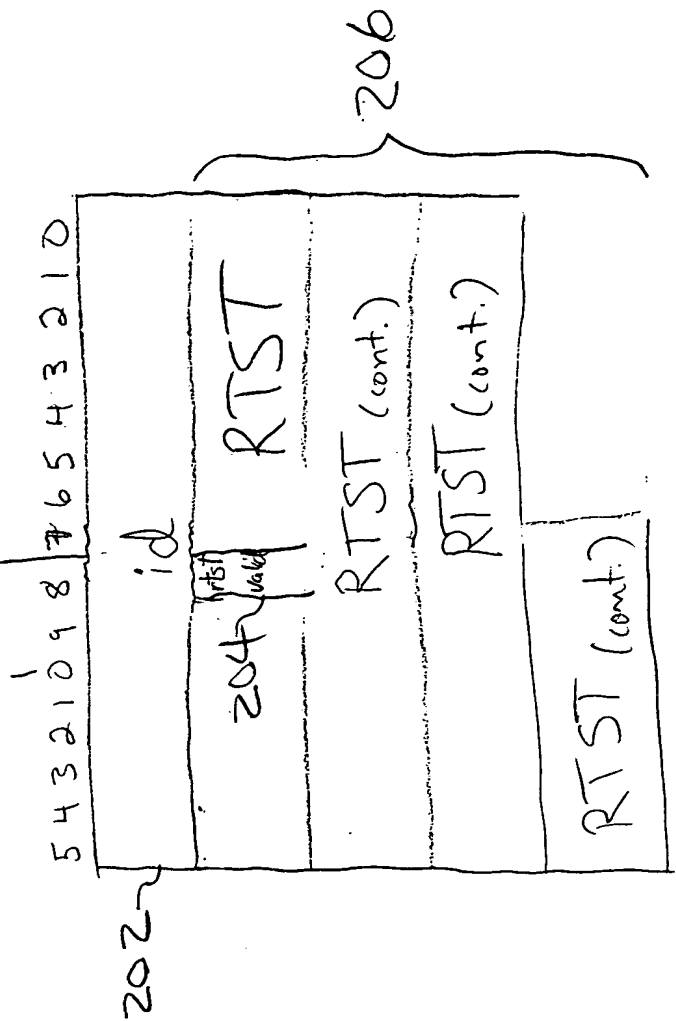 1
5 4 3 2 1 0 9 8 7 6 5 4 3 2 1 0
202
id
204
rtst
valid
RTST
RTST (cont.)
RTST (cont.)
RTST (cont.)
206